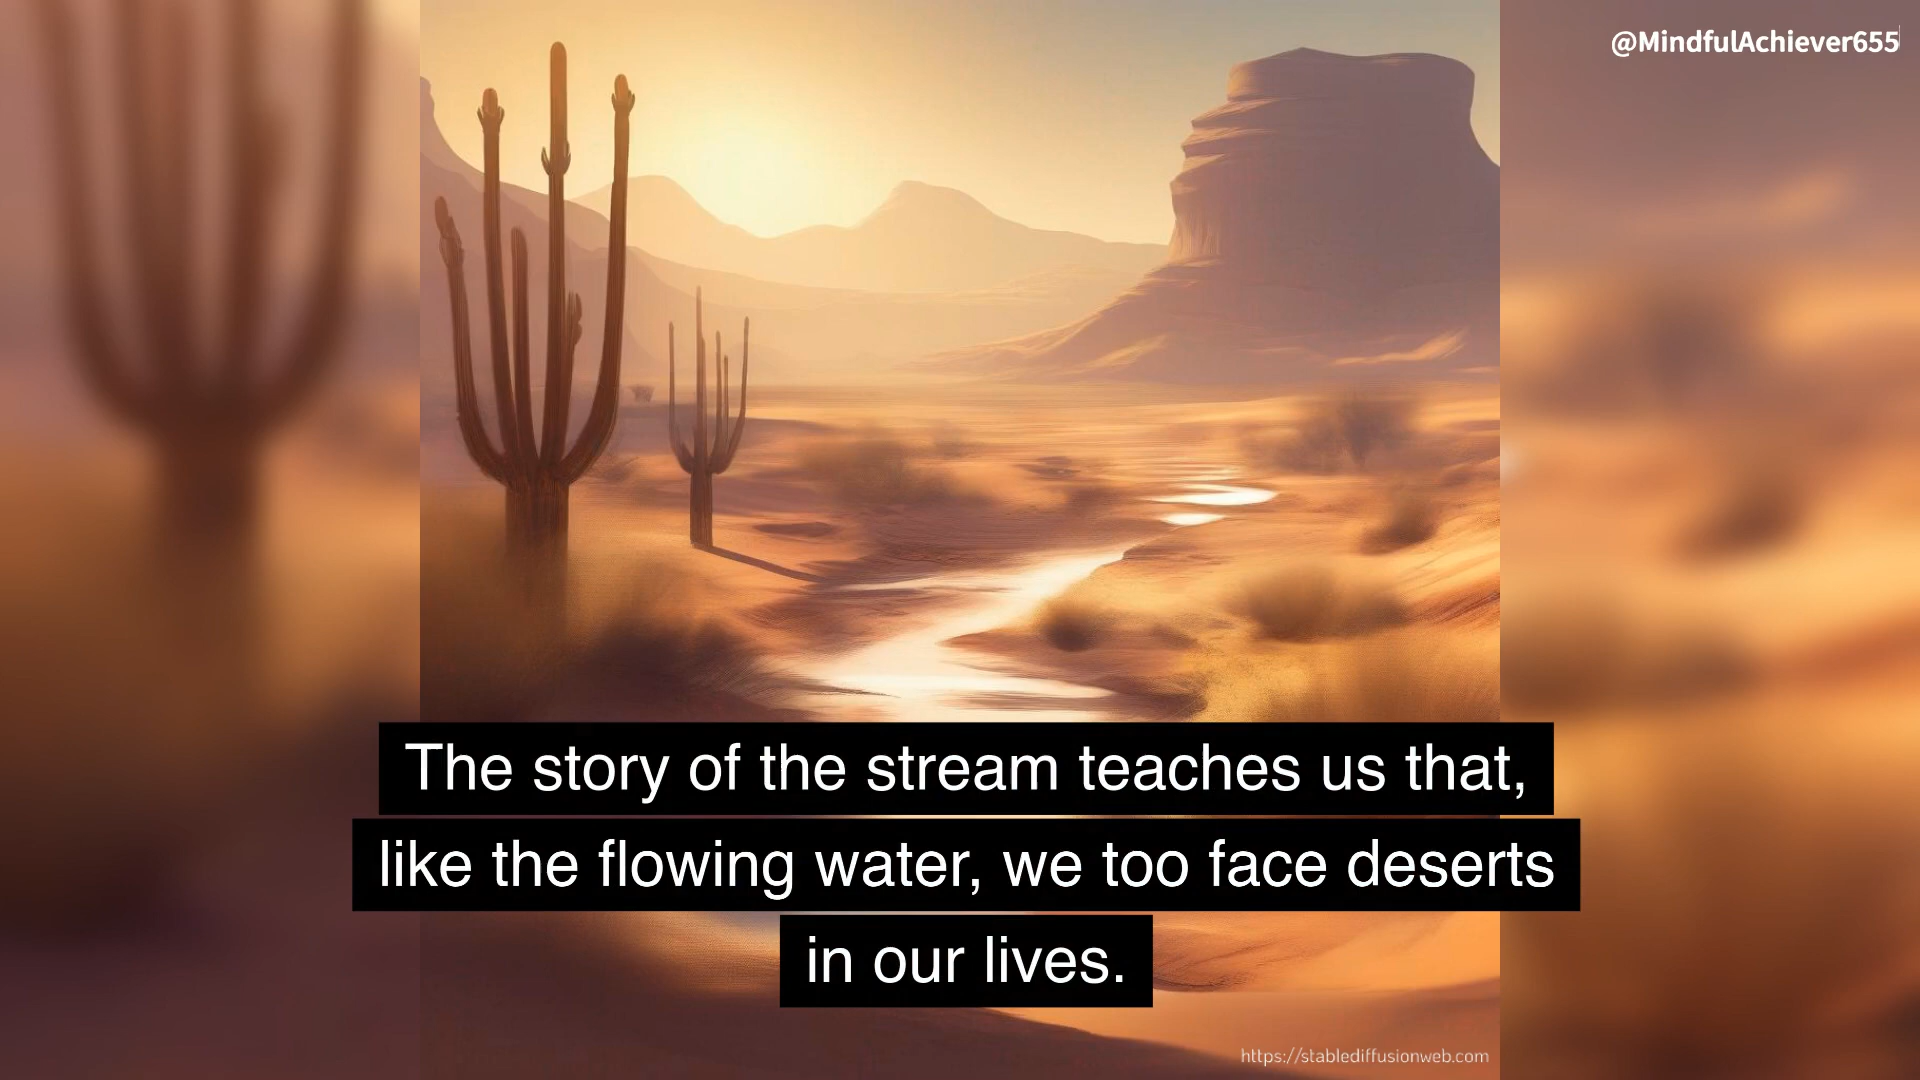 @MindfulAchiever655
The story of the stream teaches us that,
like the flowing water, we too face deserts
in our lives.
https://stablediffusionweb.com